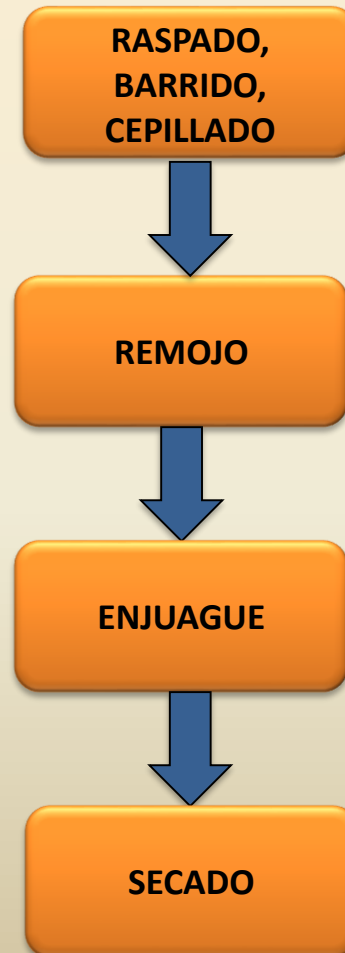 RASPADO,
BARRIDO,
CEPILLADO
REMOJO
ENJUAGUE
SECADO